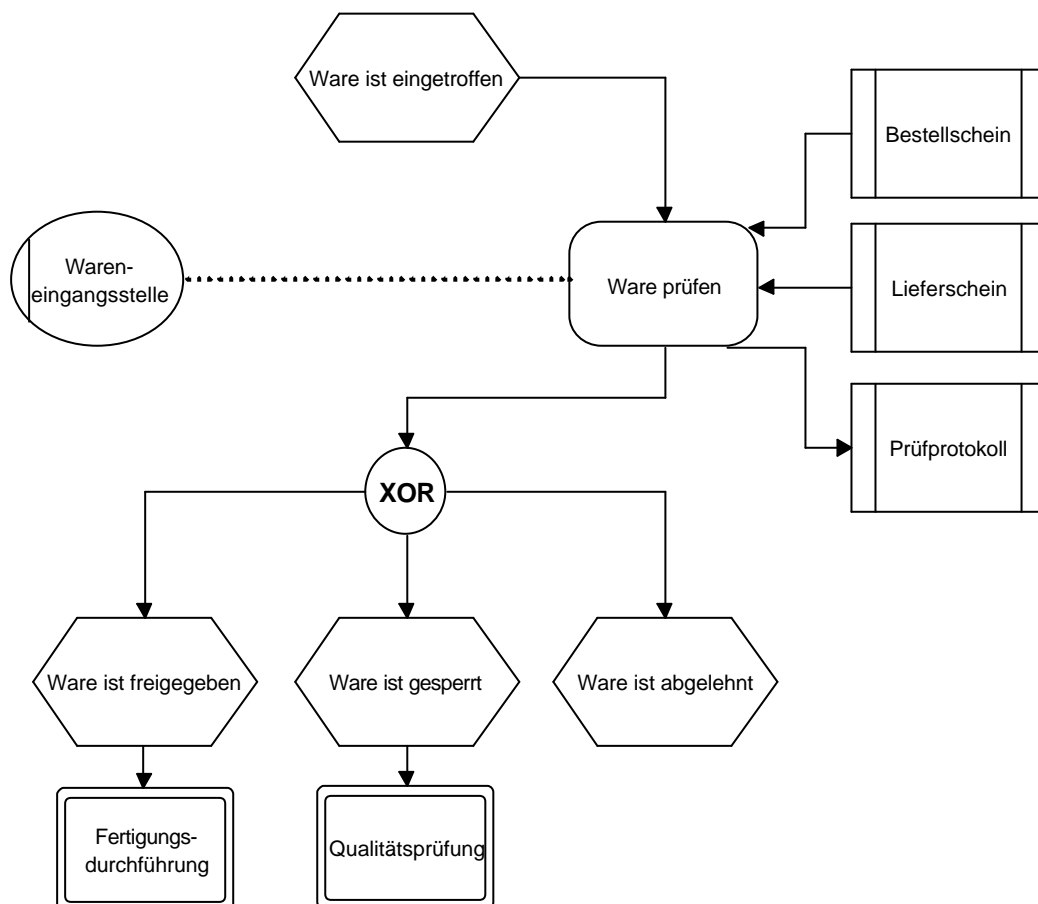 Ware ist eingetroffen
Bestellschein
Waren-
eingangsstelle
Ware prüfen
Lieferschein
Prüfprotokoll
XOR
Ware ist freigegeben
Ware ist gesperrt
Ware ist abgelehnt
Fertigungs-
durchführung
Qualitätsprüfung